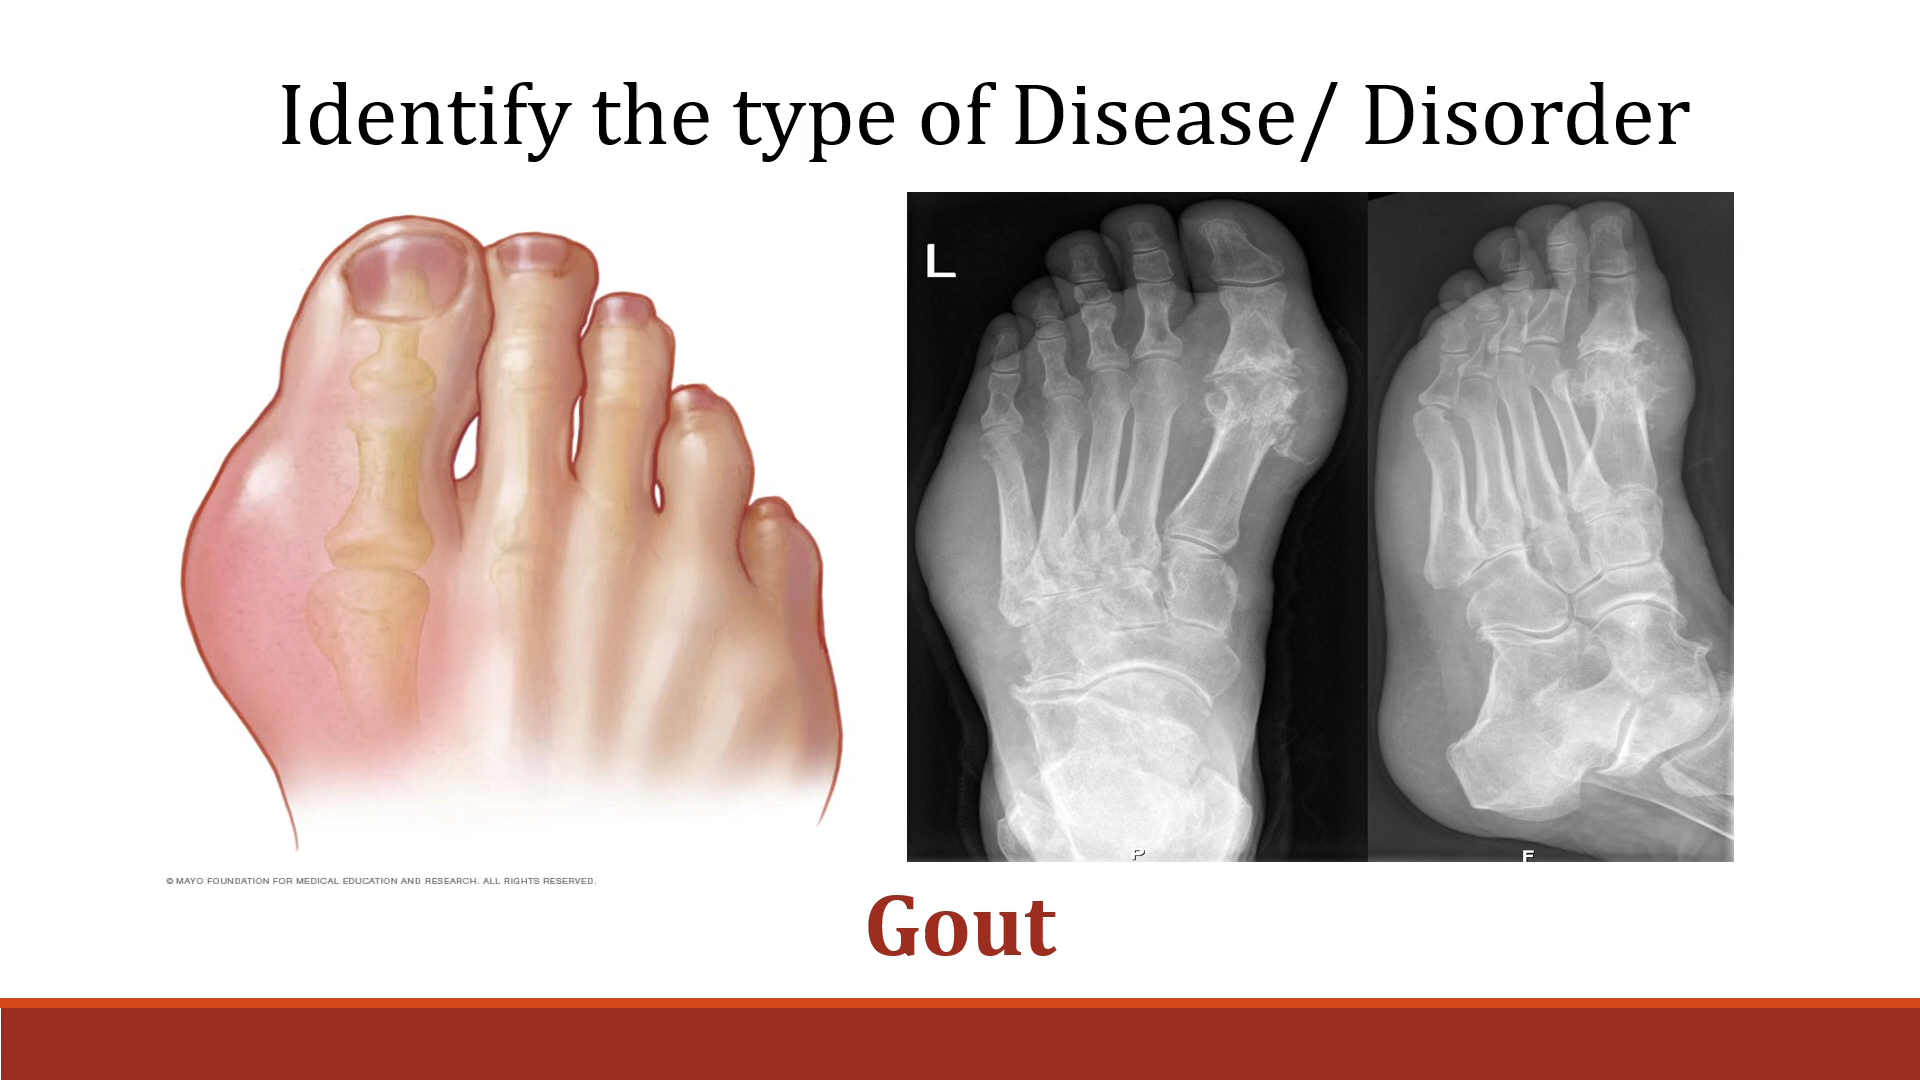 Identify the type of Disease/ Disorder
L
P
F
© MAYO FOUNDATION FOR MEDICAL EDUCATION AND RESEARCH. ALL RIGHTS RESERVED.
Gout